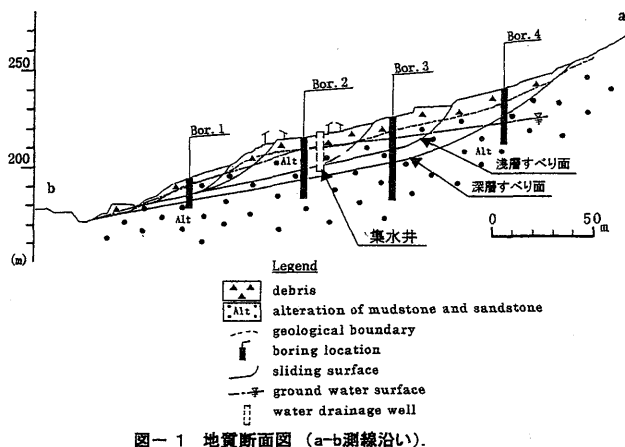 a
250
Bor.4
Bor.3
Bor.2
Bor.1
200
Alt
Alt
浅層すべり面
深層すべり面
b
Alt
集水井
0 50
m
(m)
Legend
debris
Alt alteration of mudstone and sandstone
geological boundary
boring location
sliding surface
ground water surface
water drainage well
図－1 地質断面図 (a-b測線沿い).